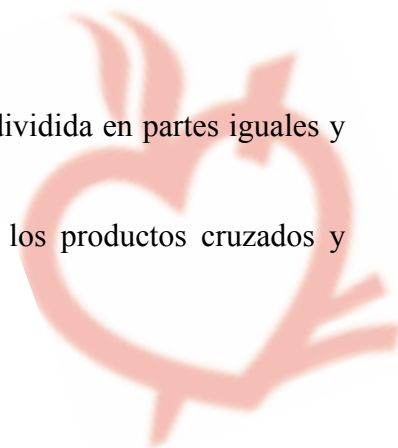 dividida en partes iguales y
los productos cruzados y